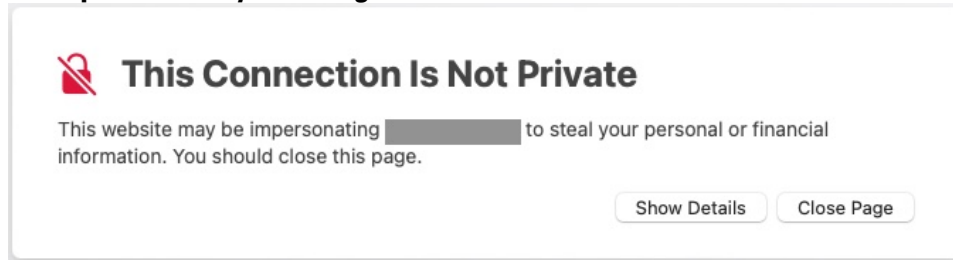 This Connection Is Not Private
This website may be impersonating to steal your personal or financial
information. You should close this page.
Show Details Close Page